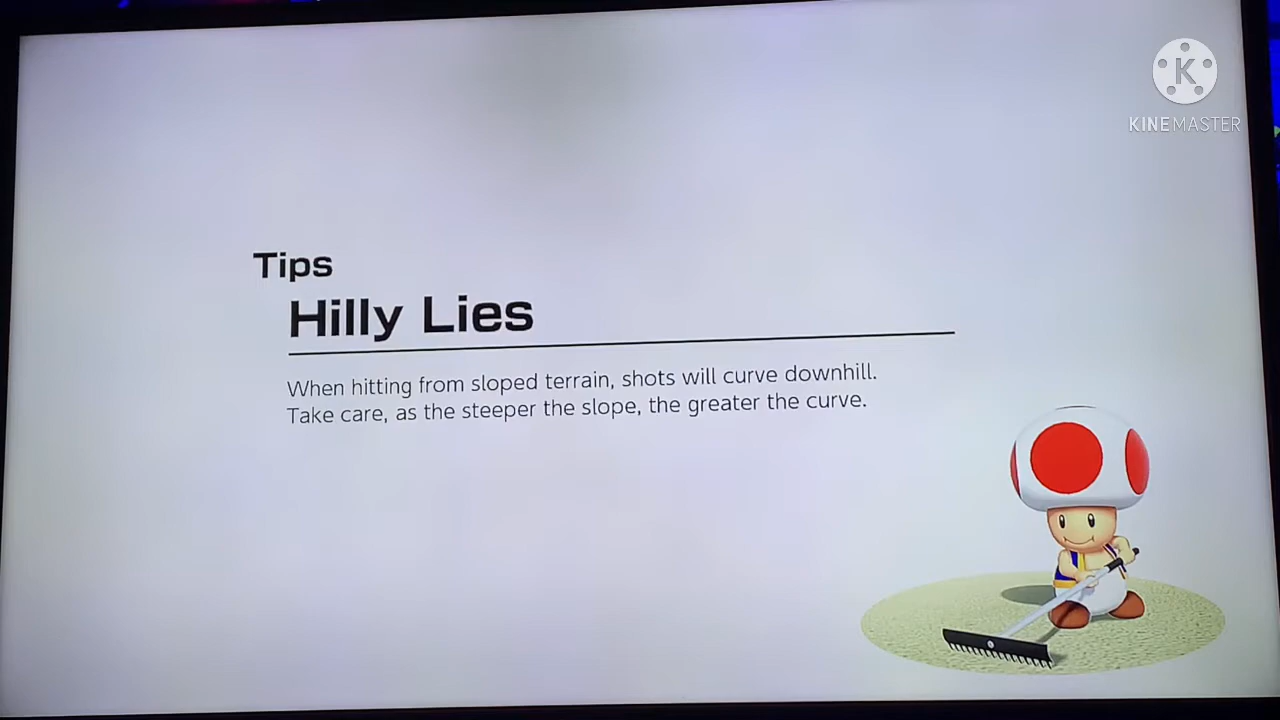 K
KINEMASTER
Tips
Hilly Lies
When hitting from sloped terrain, shots will curve downhill.
Take care, as the steeper the slope, the greater the curve.